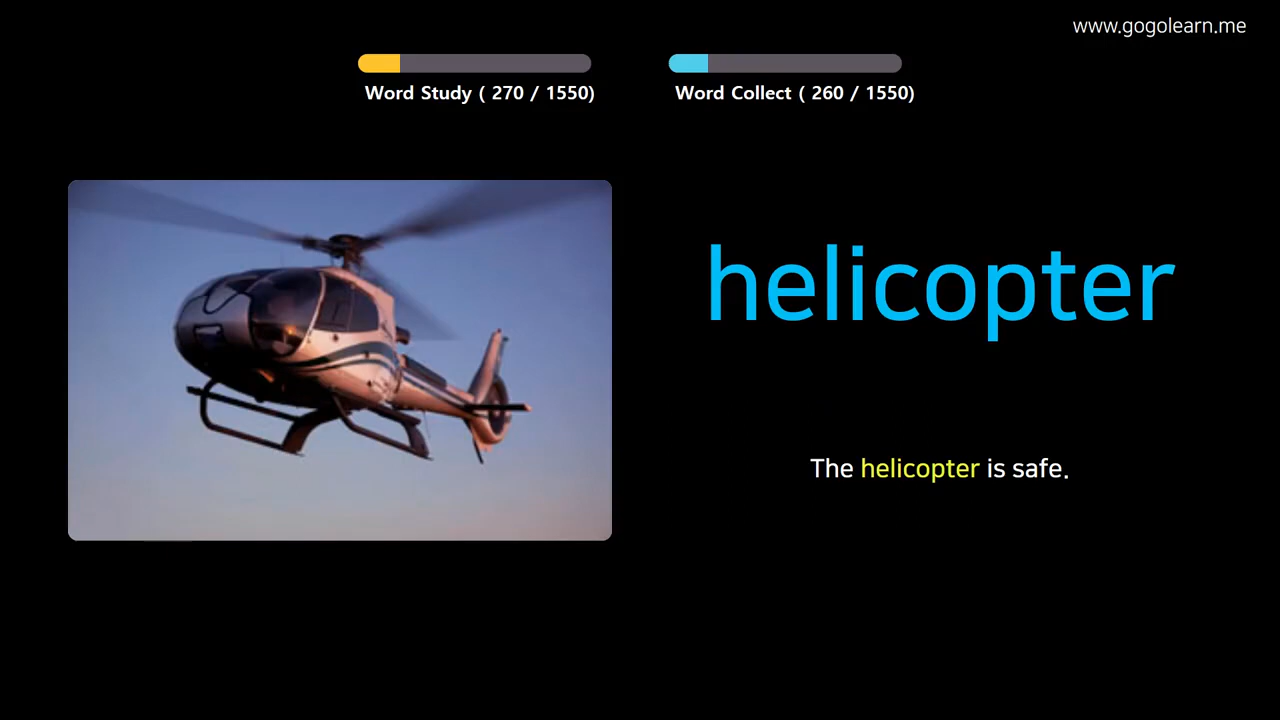 www.gogolearn.me
Word Study ( 270 / 1550)
Word Collect ( 260 / 1550)
helicopter
The helicopter is safe.